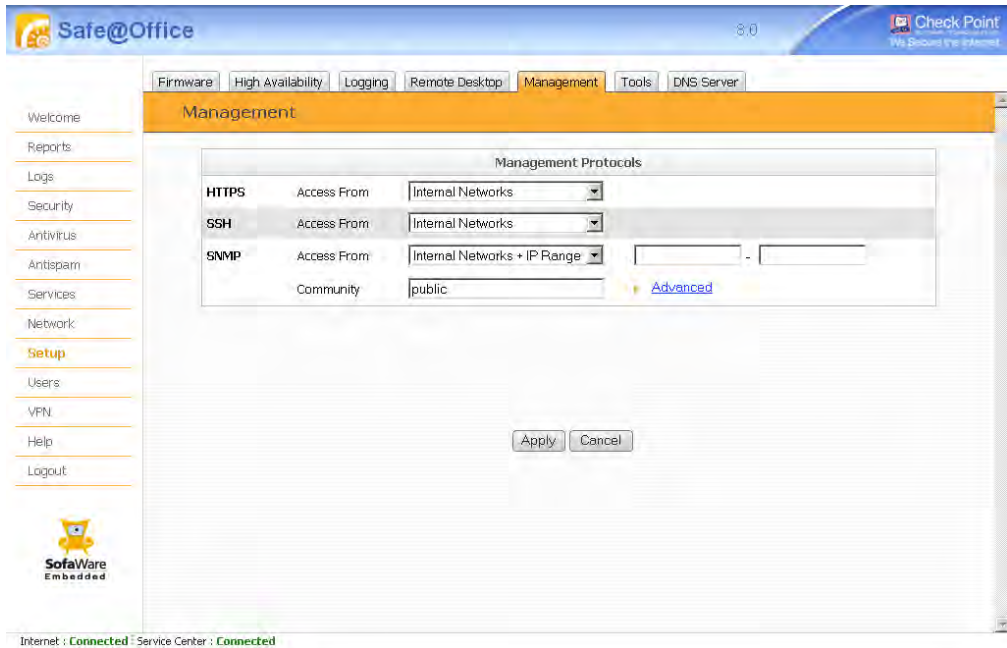 Safe@Office
8.0
Check Point
We Secure the Internet
Firmware High Availability Logging Remote Desktop Management Tools DNS Server
Management
Welcome
Reports
Logs
Security
Antivirus
Antispam
Services
Network
Setup
Users
VPN
Help
Logout
Management Protocols
HTTPS Access From Internal Networks
SSH Access From Internal Networks
SNMP Access From Internal Networks + IP Range -
Community public Advanced
Apply Cancel
SofaWare
Embedded
Internet : Connected Service Center : Connected